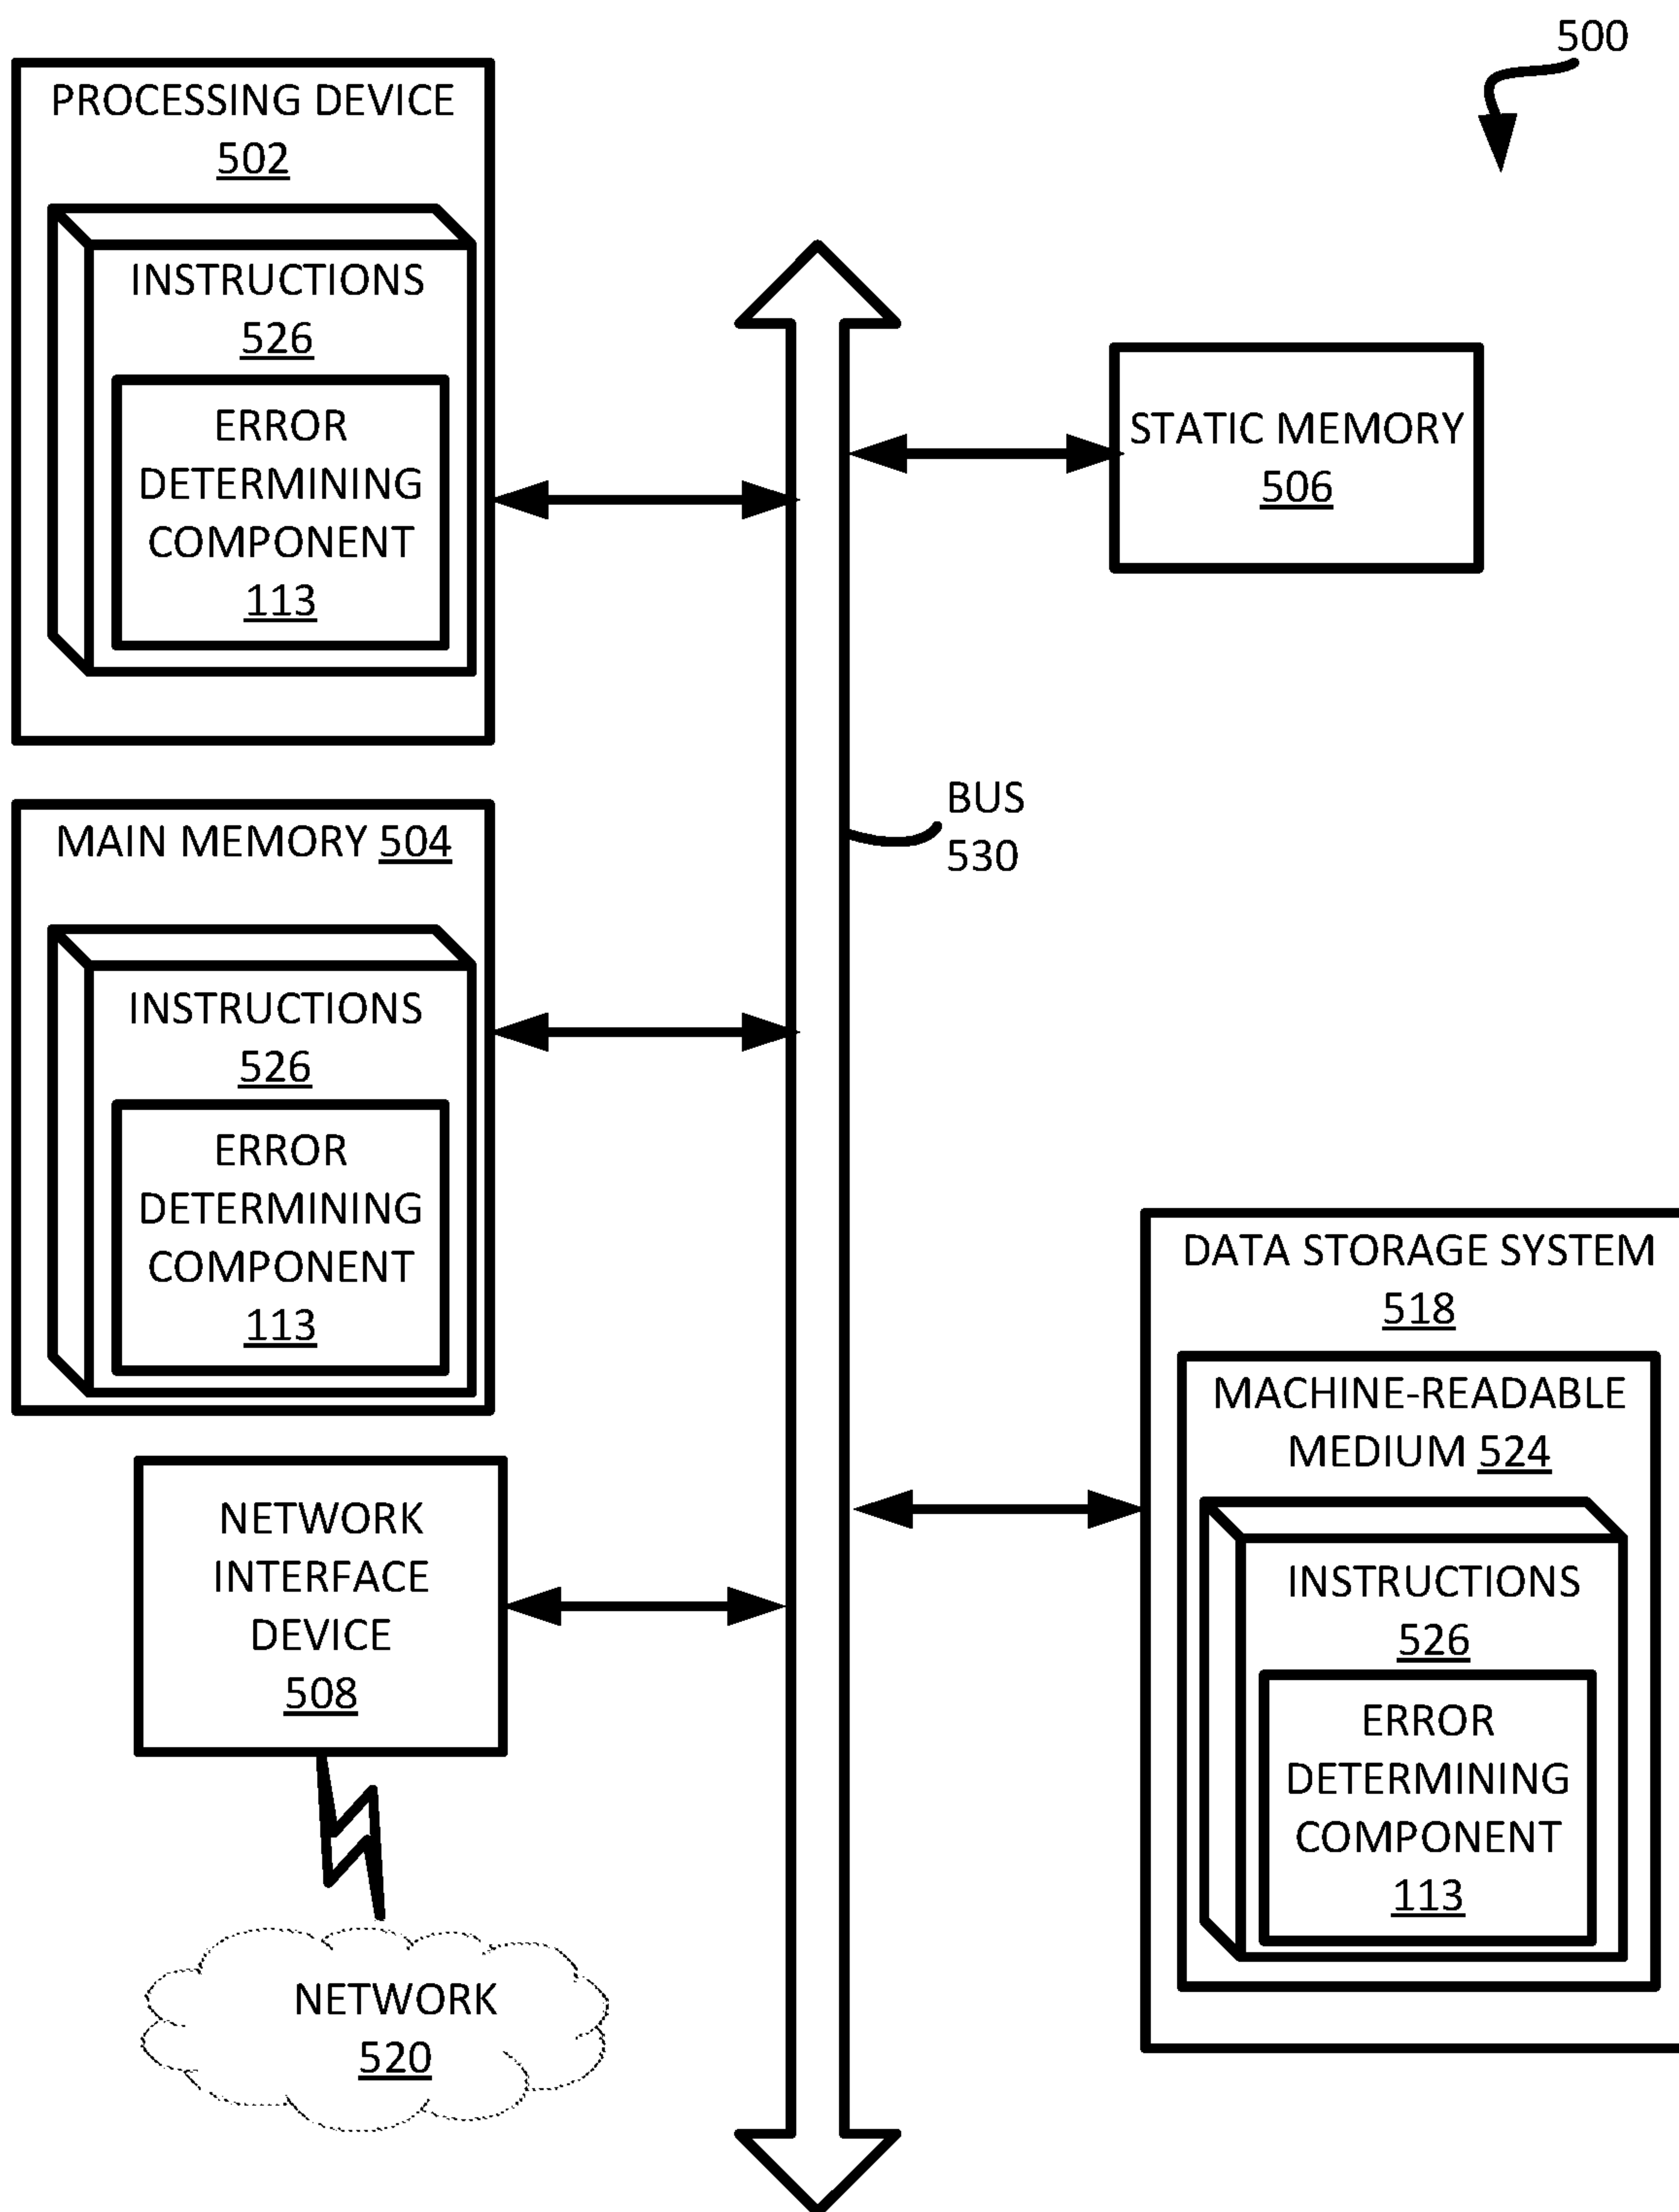 500
PROCESSING DEVICE
502
INSTRUCTIONS
526
ERROR
DETERMINING
COMPONENT
113
STATIC MEMORY
506
BUS
530
MAIN MEMORY 504
INSTRUCTIONS
526
ERROR
DETERMINING
COMPONENT
113
DATA STORAGE SYSTEM
518
MACHINE-READABLE
MEDIUM 524
INSTRUCTIONS
526
ERROR
DETERMINING
COMPONENT
113
NETWORK
INTERFACE
DEVICE
508
NETWORK
520